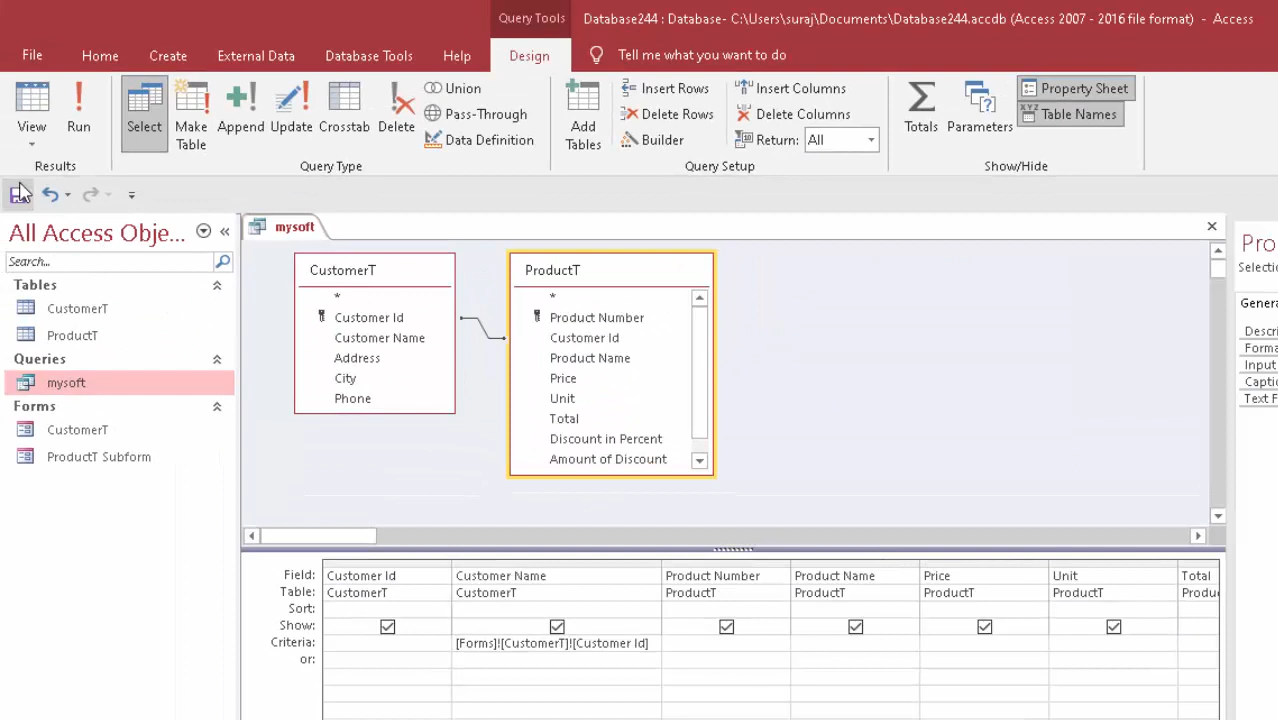 Query Tools
Database244 : Database- C:\Users\suraj\Documents\Database244.accdb (Access 2007 - 2016 file format) - Access
File Home Create External Data Database Tools Help Design Tell me what you want to do
View Run Select Make Table Append Update Crosstab Delete
Union
Pass-Through
Data Definition
Add Tables
Insert Rows
Delete Rows
Builder
Insert Columns
Delete Columns
Return: All
Totals Parameters
Property Sheet
XYZ
Table Names
Results Query Type Query Setup Show/Hide
All Access Obje...
Search...
Tables
CustomerT
ProductT
Queries
mysoft
Forms
CustomerT
ProductT Subform
mysoft
CustomerT
*
Customer Id
Customer Name
Address
City
Phone
ProductT
*
Product Number
Customer Id
Product Name
Price
Unit
Total
Discount in Percent
Amount of Discount
Pro
Selectio
Genera
Descri
Forma
Input
Captio
Text F
Field: Customer Id Customer Name Product Number Product Name Price Unit Total
Table: CustomerT CustomerT ProductT ProductT ProductT ProductT Produ
Sort:
Show:
Criteria: [Forms]![CustomerT]![Customer Id]
or: